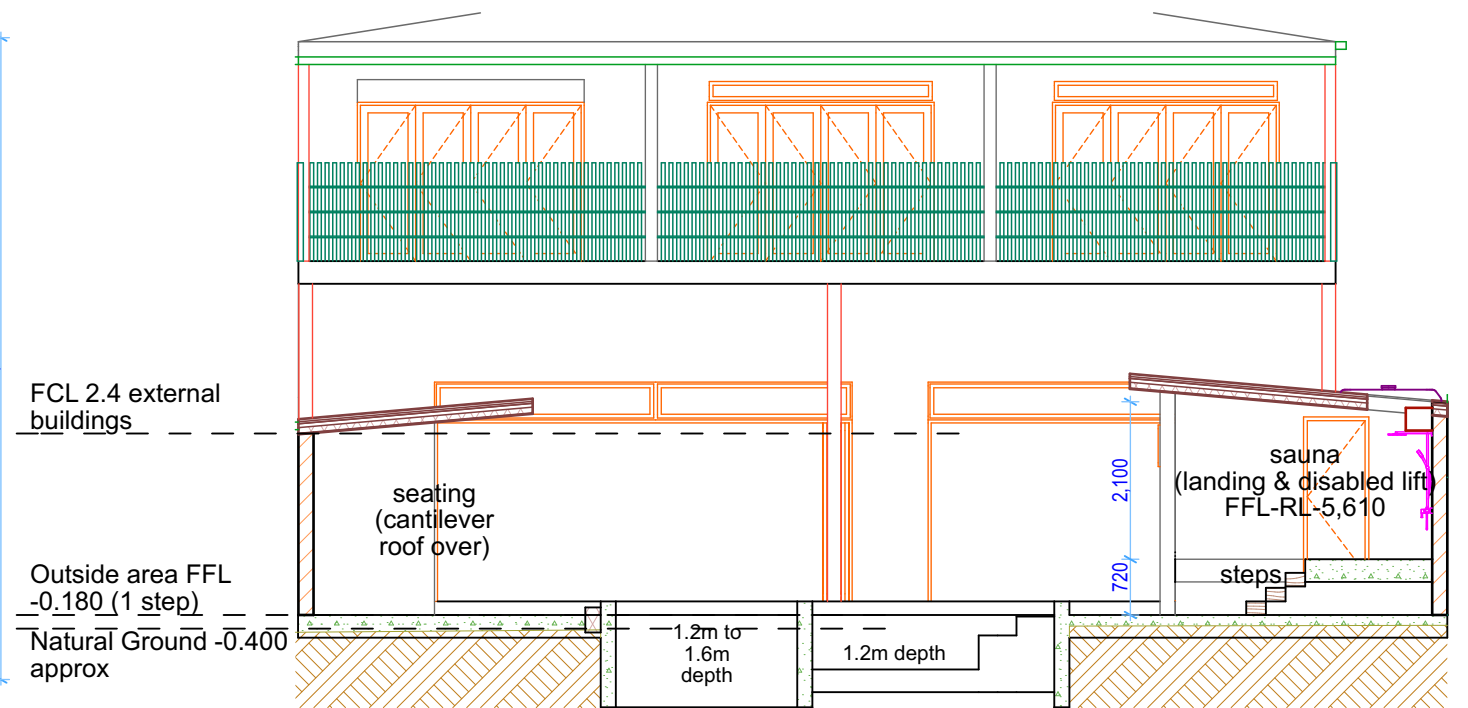 FCL 2.4 external
buildings
seating
(cantilever
roof over)
2,100
sauna
(landing & disabled lift)
FFL-RL-5,610
Outside area FFL
-0.180 (1 step)
720
steps
Natural Ground -0.400
approx
1.2m to
1.6m
depth
1.2m depth